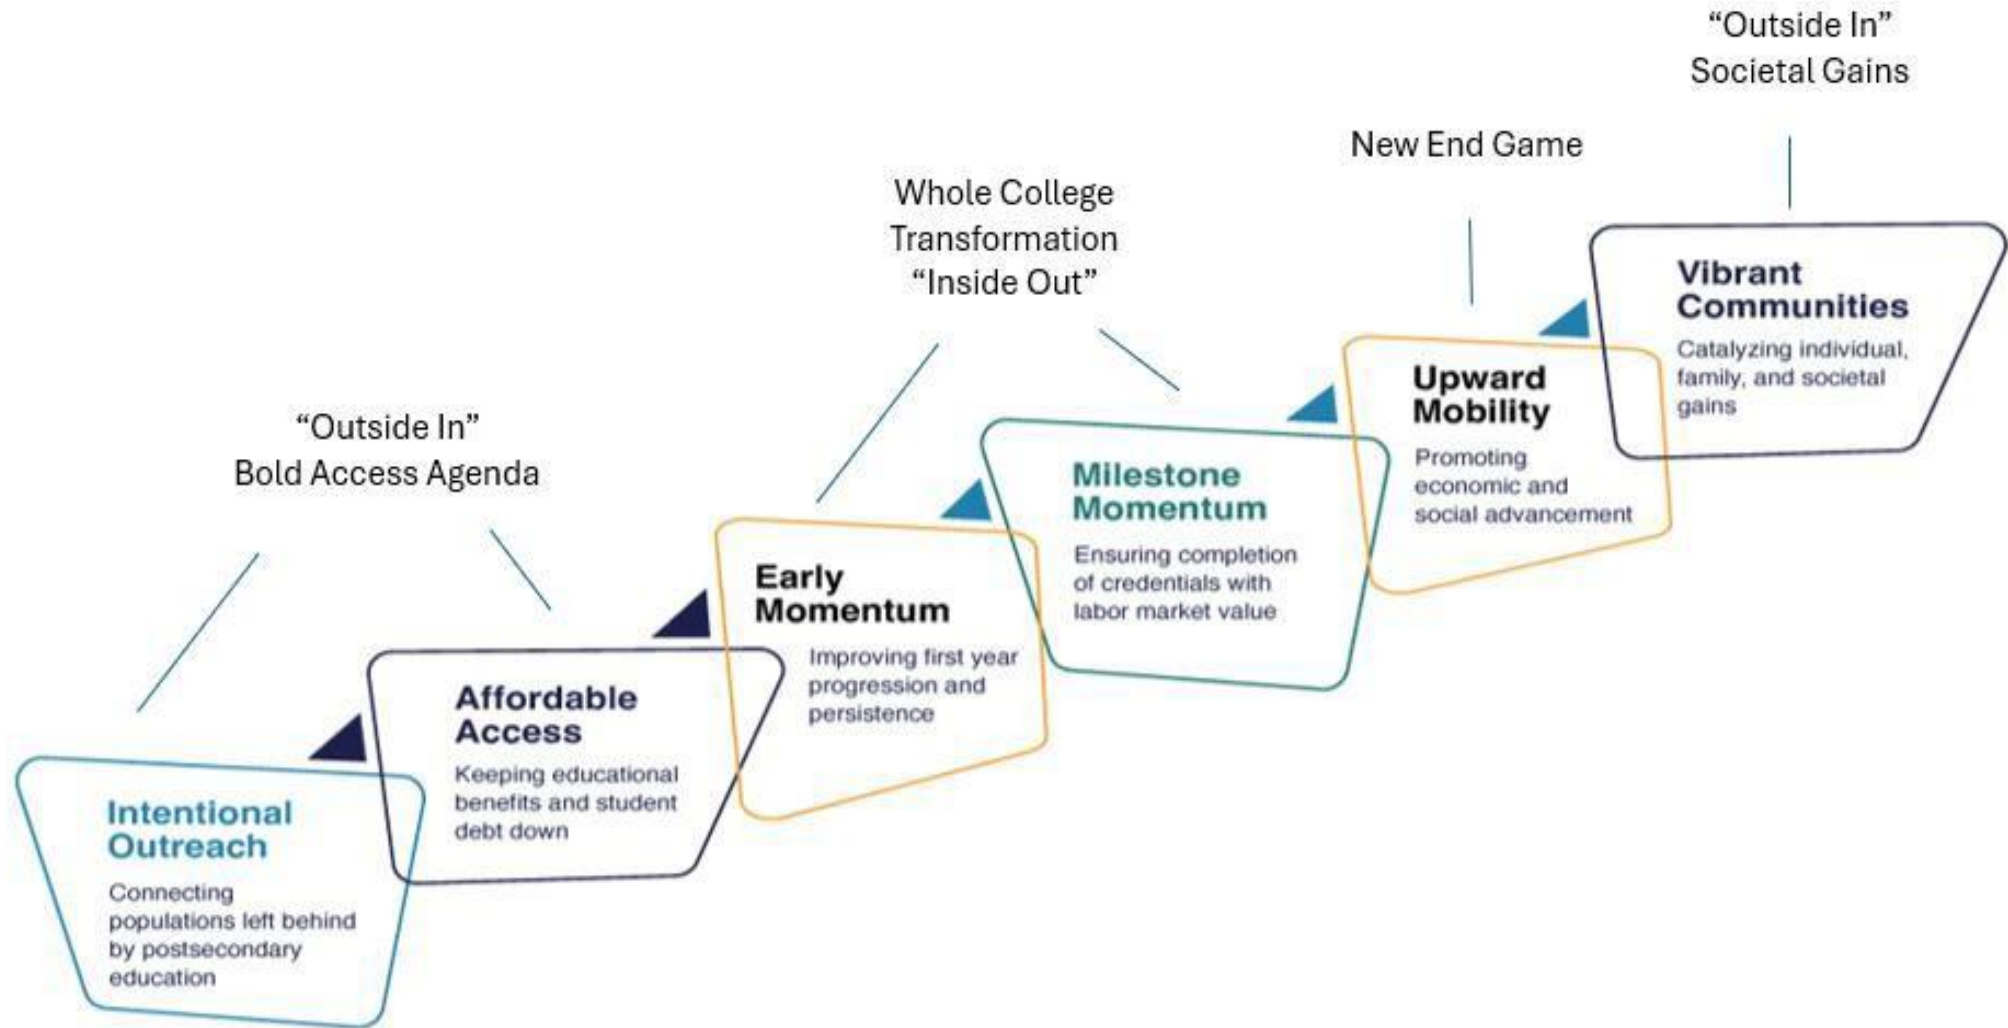 “Outside In”
Societal Gains
New End Game
Whole College
Transformation
“Inside Out”
“Outside In”
Bold Access Agenda
Intentional
Outreach
Connecting
populations left behind
by postsecondary
education
Affordable
Access
Keeping educational
benefits and student
debt down
Early
Momentum
Improving first year
progression and
persistence
Milestone
Momentum
Ensuring completion
of credentials with
labor market value
Upward
Mobility
Promoting
economic and
social advancement
Vibrant
Communities
Catalyzing individual,
family, and societal
gains